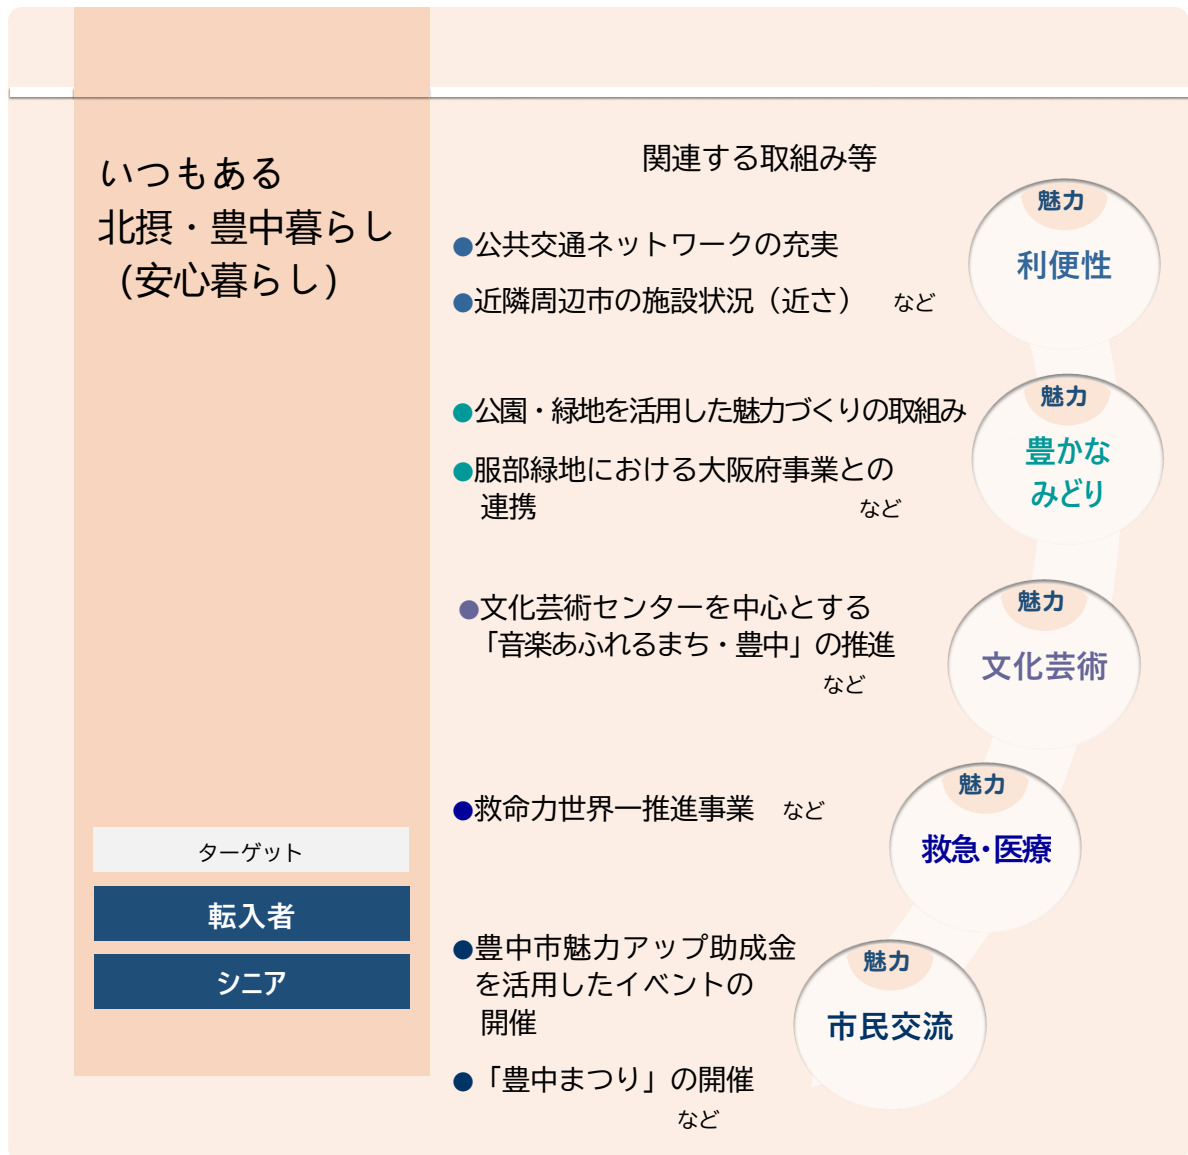 いつもある
北摂・豊中暮らし
(安心暮らし)
ターゲット
転入者
シニア
関連する取組み等
●公共交通ネットワークの充実
●近隣周辺市の施設状況（近さ）　など
魅力
利便性
●公園・緑地を活用した魅力づくりの取組み
●服部緑地における大阪府事業との
連携　など
魅力
豊かな
みどり
●文化芸術センターを中心とする
「音楽あふれるまち・豊中」の推進
など
魅力
文化芸術
●救命力世界一推進事業　など
魅力
救急・医療
●豊中市魅力アップ助成金
を活用したイベントの
開催
●「豊中まつり」の開催
など
魅力
市民交流